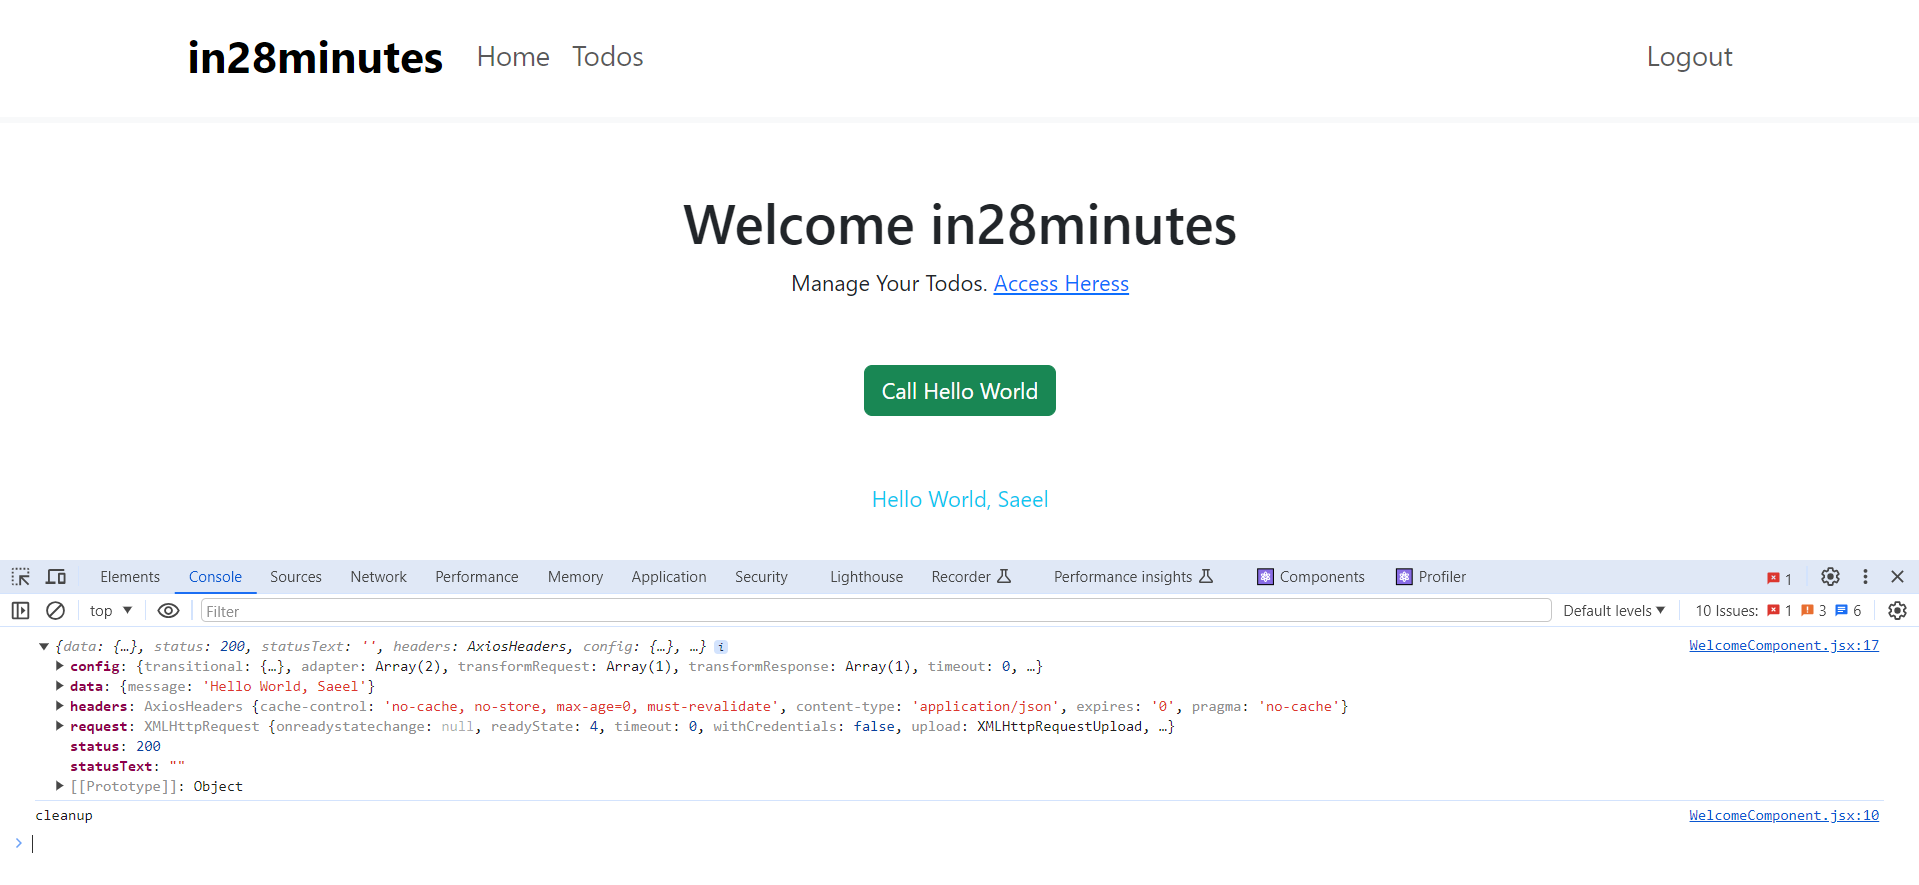 in28minutes Home Todos Logout
Welcome in28minutes
Manage Your Todos. Access Heress
Call Hello World
Hello World, Saeel
Elements Console Sources Network Performance Memory Application Security Lighthouse Recorder Performance insights Components Profiler 1
top Filter Default levels 10 Issues: 1 3 6
{data: {…}, status: 200, statusText: '', headers: AxiosHeaders, config: {…}, …} i WelcomeComponent.jsx:17
config: {transitional: {…}, adapter: Array(2), transformRequest: Array(1), transformResponse: Array(1), timeout: 0, …}
data: {message: 'Hello World, Saeel'}
headers: AxiosHeaders {cache-control: 'no-cache, no-store, max-age=0, must-revalidate', content-type: 'application/json', expires: '0', pragma: 'no-cache'}
request: XMLHttpRequest {onreadystatechange: null, readyState: 4, timeout: 0, withCredentials: false, upload: XMLHttpRequestUpload, …}
status: 200
statusText: ""
[[Prototype]]: Object
cleanup WelcomeComponent.jsx:10